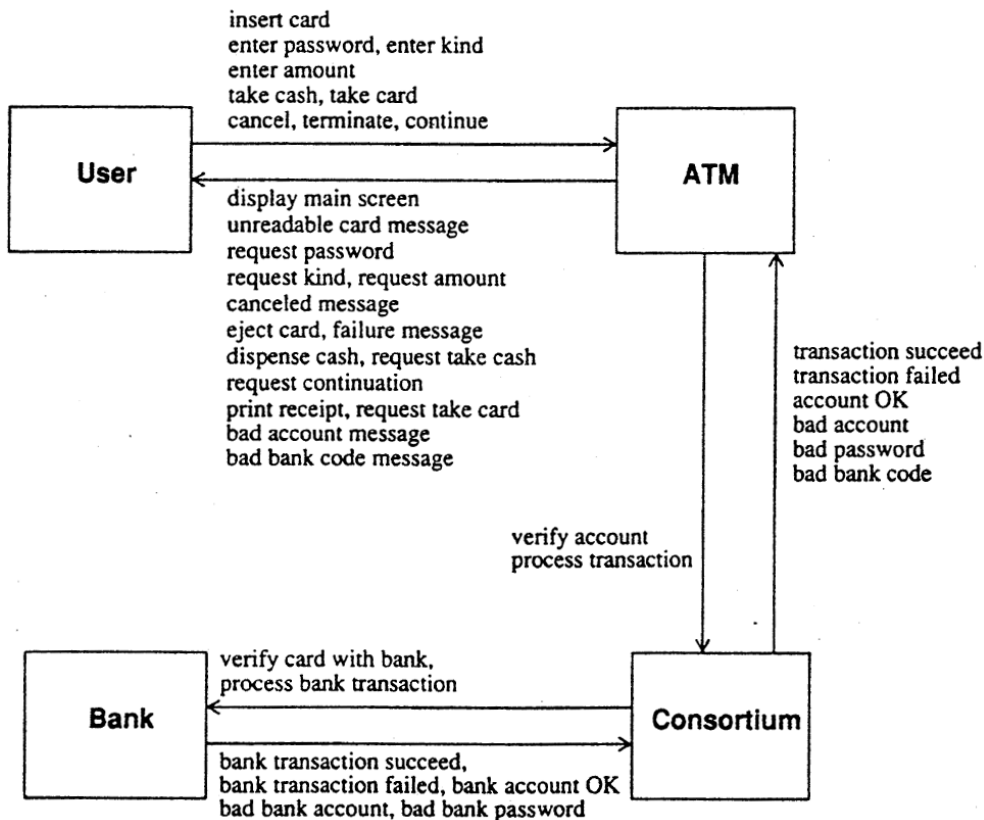 insert card
enter password, enter kind
enter amount
take cash, take card
cancel, terminate, continue
User
ATM
display main screen
unreadable card message
request password
request kind, request amount
canceled message
eject card, failure message
dispense cash, request take cash
request continuation
print receipt, request take card
bad account message
bad bank code message
transaction succeed
transaction failed
account OK
bad account
bad password
bad bank code
verify account
process transaction
verify card with bank,
process bank transaction
Bank
Consortium
bank transaction succeed,
bank transaction failed, bank account OK
bad bank account, bad bank password